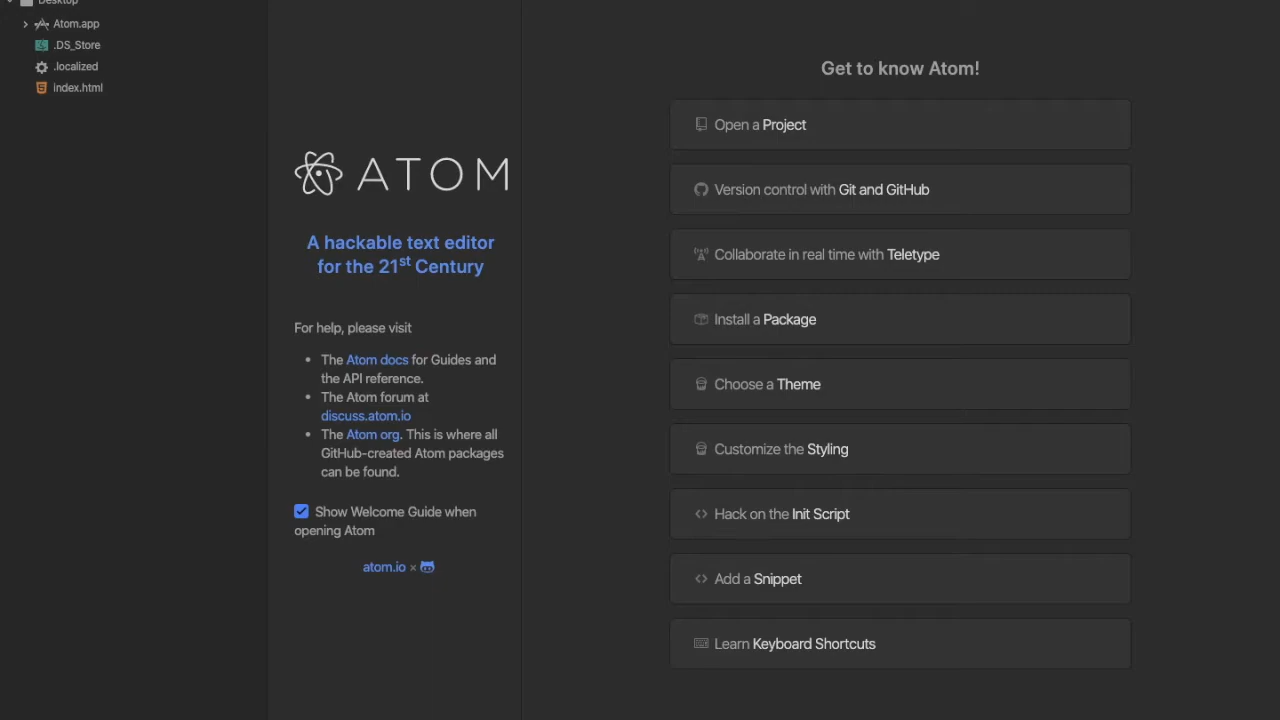 Desktop
Atom.app
.DS_Store
.localized
index.html
ATOM
A hackable text editor
for the 21st Century
For help, please visit
• The Atom docs for Guides and
the API reference.
• The Atom forum at
discuss.atom.io
• The Atom org. This is where all
GitHub-created Atom packages
can be found.
Show Welcome Guide when
opening Atom
atom.io ×
Get to know Atom!
Open a Project
Version control with Git and GitHub
Collaborate in real time with Teletype
Install a Package
Choose a Theme
Customize the Styling
Hack on the Init Script
Add a Snippet
Learn Keyboard Shortcuts